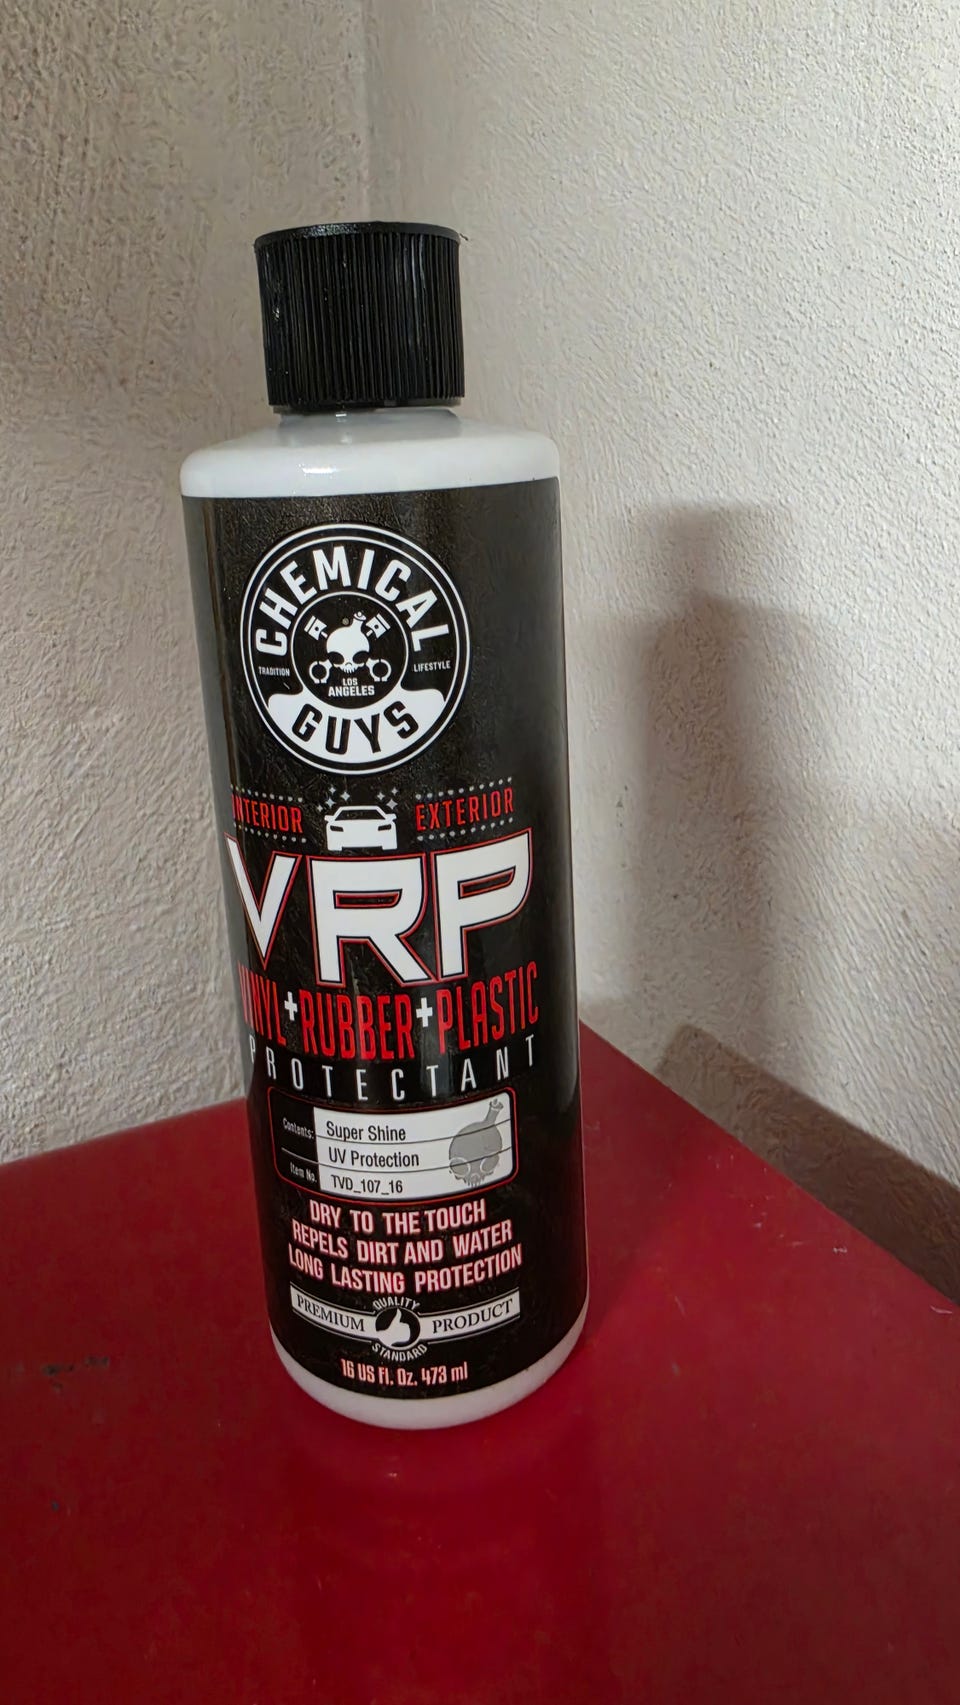 CHEMICAL
TRADITION LIFESTYLE
LOS
ANGELES
GUYS
INTERIOR EXTERIOR
VRP
VINYL+RUBBER+PLASTIC
PROTECTANT
Contents: Super Shine
UV Protection
Item No. TVD_107_16
DRY TO THE TOUCH
REPELS DIRT AND WATER
LONG LASTING PROTECTION
QUALITY
PREMIUM PRODUCT
STANDARD
16 US Fl. Oz. 473 ml